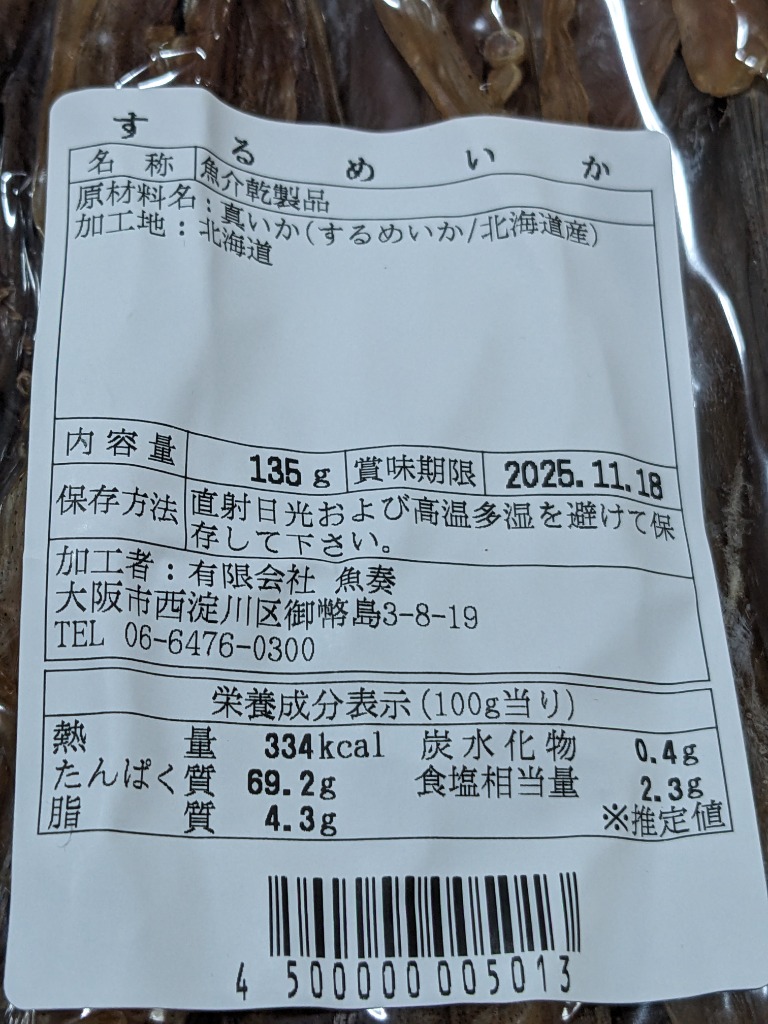 するめいか
名称 魚介乾製品
原材料名：真いか(するめいか/北海道産)
加工地：北海道
内容量 135g 賞味期限 2025.11.18
保存方法 直射日光および高温多湿を避けて保
存して下さい。
加工者：有限会社 魚奏
大阪市西淀川区御幣島3-8-19
TEL 06-6476-0300
栄養成分表示(100g当り)
熱量 334kcal 炭水化物 0.4g
たんぱく質 69.2g 食塩相当量 2.3g
脂質 4.3g ※推定値
4 500000 005013